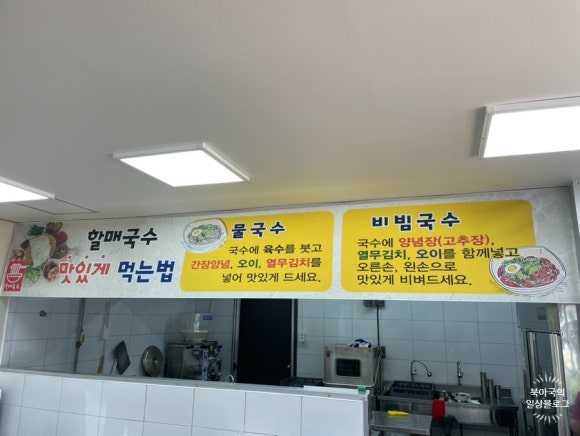 할매국수
맛있게 먹는법
물국수
국수에 육수를 붓고
간장양념, 오이, 열무김치를
넣어 맛있게 드세요.
비빔국수
국수에 양념장(고추장),
열무김치, 오이를 함께넣고
오른손, 왼손으로
맛있게 비벼드세요.
북아국의
일상블로그